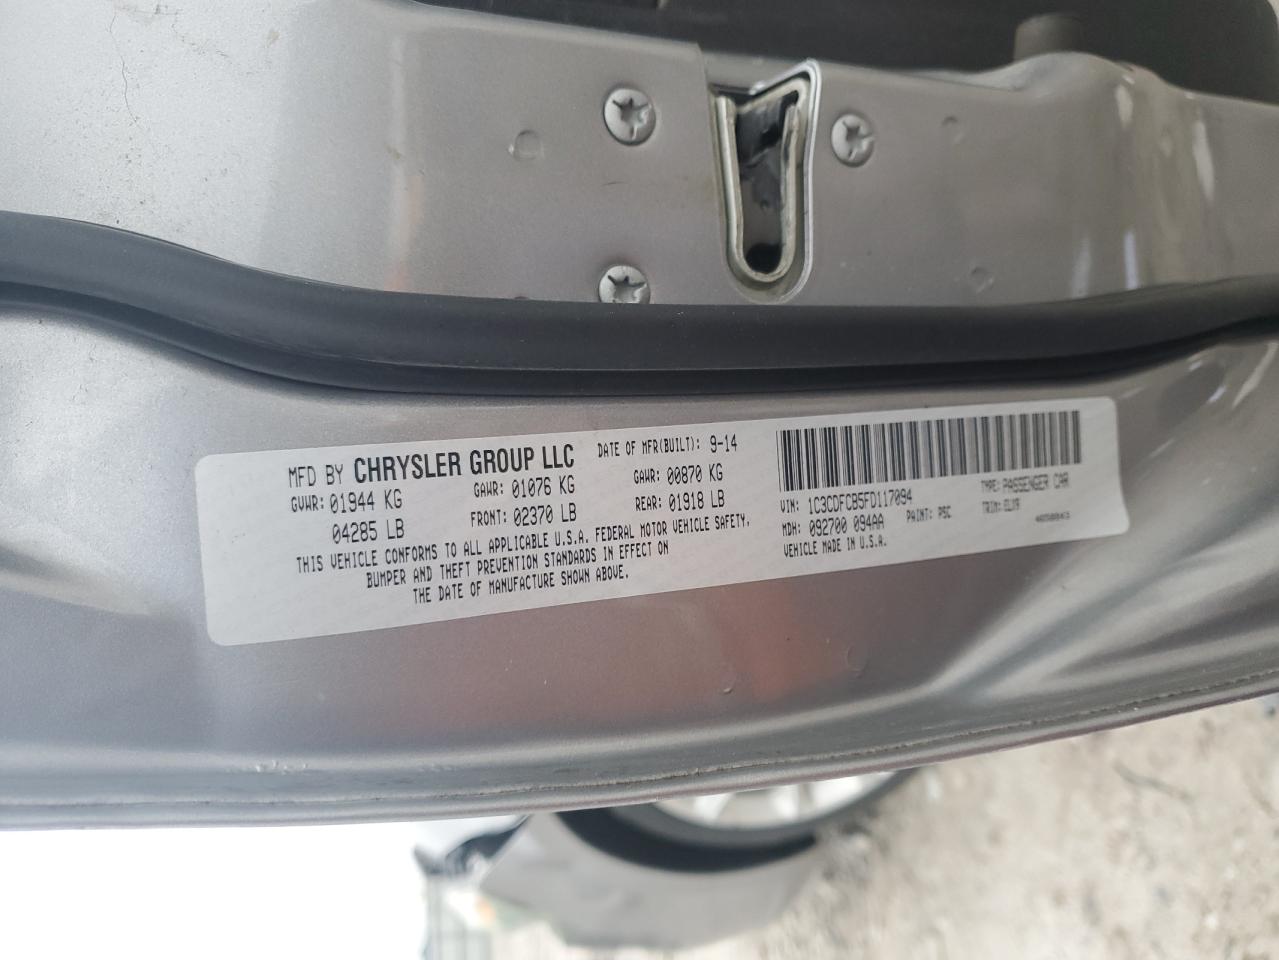 MFD BY CHRYSLER GROUP LLC DATE OF MFR(BUILT): 9-14
GVWR: 01944 KG GAWR: 01076 KG GAWR: 00870 KG
04285 LB FRONT: 02370 LB REAR: 01918 LB
THIS VEHICLE CONFORMS TO ALL APPLICABLE U.S.A. FEDERAL MOTOR VEHICLE SAFETY,
BUMPER AND THEFT PREVENTION STANDARDS IN EFFECT ON
THE DATE OF MANUFACTURE SHOWN ABOVE.
VIN: 1C3CDFCB5FD117094 TYPE: PASSENGER CAR
MDH: 092700 094AA PAINT: PSC TRIM: ELX9
VEHICLE MADE IN U.S.A.